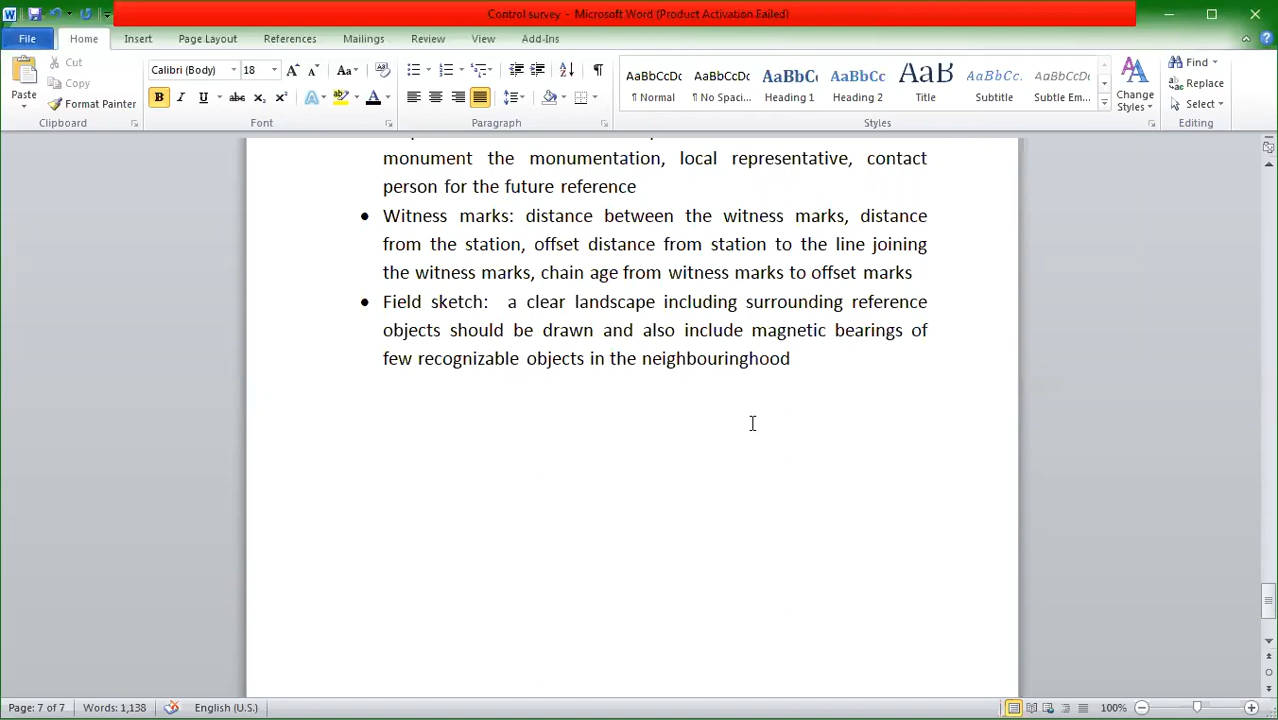 Control survey - Microsoft Word (Product Activation Failed)
File Home Insert Page Layout References Mailings Review View Add-Ins
Paste
Cut
Copy
Format Painter
Clipboard
Calibri (Body) 18
Font
Paragraph
AaBbCcDc AaBbCcDc AaBbC AaBbCc AaB AaBbCc. AaBbCcDc
¶ Normal ¶ No Spaci... Heading 1 Heading 2 Title Subtitle Subtle Em...
Styles
Change
Styles
Find
Replace
Select
Editing
monument the monumentation, local representative, contact
person for the future reference
• Witness marks: distance between the witness marks, distance
from the station, offset distance from station to the line joining
the witness marks, chain age from witness marks to offset marks
• Field sketch: a clear landscape including surrounding reference
objects should be drawn and also include magnetic bearings of
few recognizable objects in the neighbouringhood
Page: 7 of 7 Words: 1,138 English (U.S.) 100%